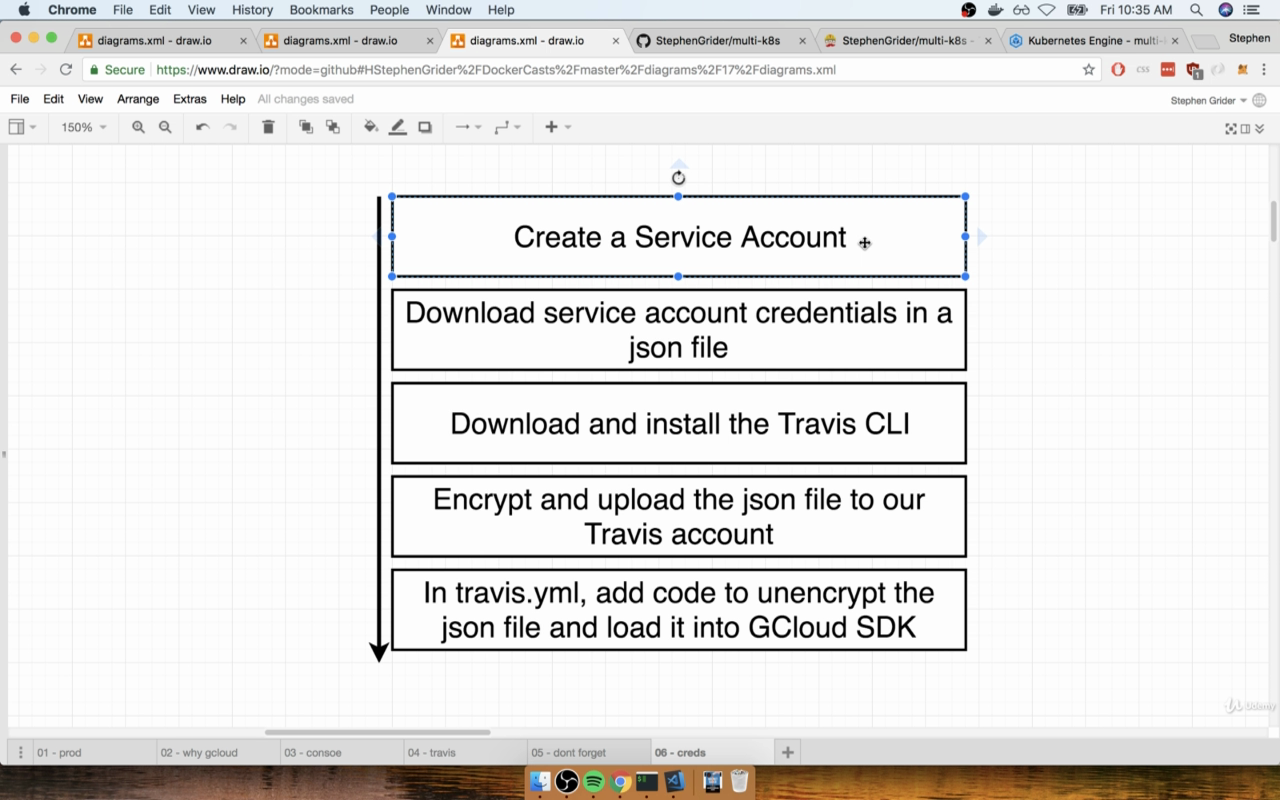 Chrome File Edit View History Bookmarks People Window Help Fri 10:35 AM
diagrams.xml - draw.io diagrams.xml - draw.io diagrams.xml - draw.io StephenGrider/multi-k8s StephenGrider/multi-k8s - Kubernetes Engine - multi- Stephen
Secure https://www.draw.io/?mode=github#HStephenGrider%2FDockerCasts%2Fmaster%2Fdiagrams%2F17%2Fdiagrams.xml CSS 1
File Edit View Arrange Extras Help All changes saved Stephen Grider
150%
Create a Service Account
Download service account credentials in a
json file
Download and install the Travis CLI
Encrypt and upload the json file to our
Travis account
In travis.yml, add code to unencrypt the
json file and load it into GCloud SDK
Udemy
01 - prod 02 - why gcloud 03 - consoe 04 - travis 05 - dont forget 06 - creds